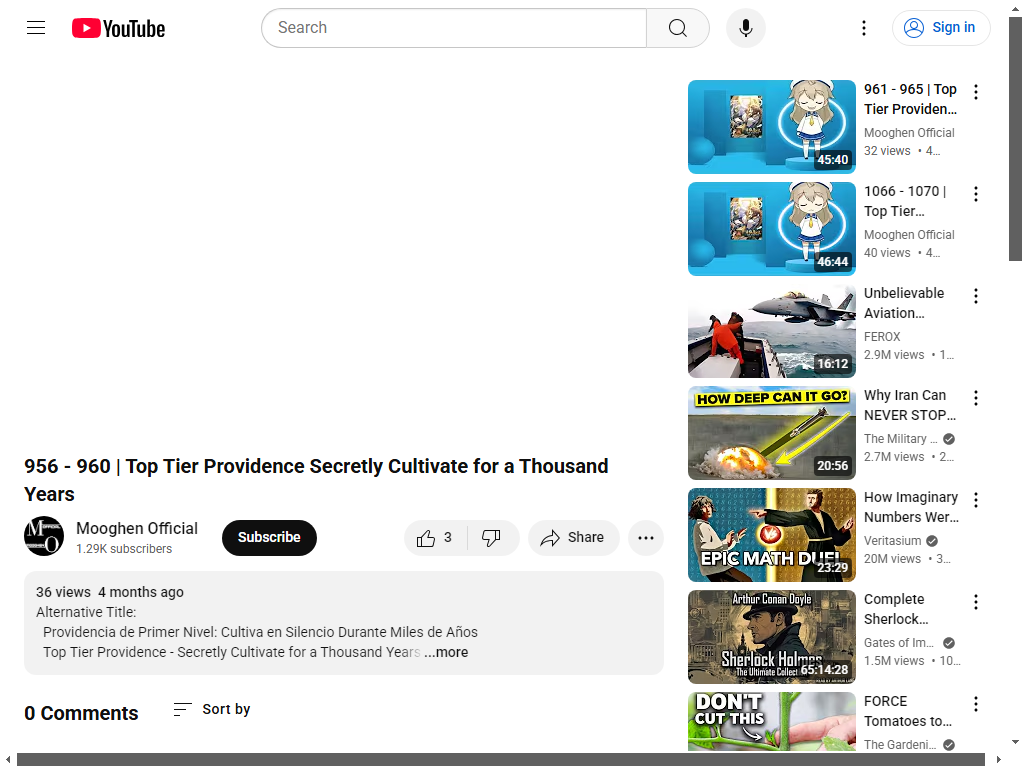 YouTube
Search
Sign in
956 - 960 | Top Tier Providence Secretly Cultivate for a Thousand
Years
Mooghen Official
1.29K subscribers
Subscribe
3
Share
36 views 4 months ago
Alternative Title:
Providencia de Primer Nivel: Cultiva en Silencio Durante Miles de Años
Top Tier Providence - Secretly Cultivate for a Thousand Years ...more
0 Comments
Sort by
45:40
961 - 965 | Top
Tier Providen...
Mooghen Official
32 views • 4...
46:44
1066 - 1070 |
Top Tier...
Mooghen Official
40 views • 4...
16:12
Unbelievable
Aviation...
FEROX
2.9M views • 1...
HOW DEEP CAN IT GO?
20:56
Why Iran Can
NEVER STOP...
The Military ...
2.7M views • 2...
EPIC MATH DUEL
23:29
How Imaginary
Numbers Wer...
Veritasium
20M views • 3...
Arthur Conan Doyle
Sherlock Holmes
The Ultimate Collect
65:14:28
Complete
Sherlock...
Gates of Im...
1.5M views • 10...
DON'T
CUT THIS
FORCE
Tomatoes to...
The Gardeni...